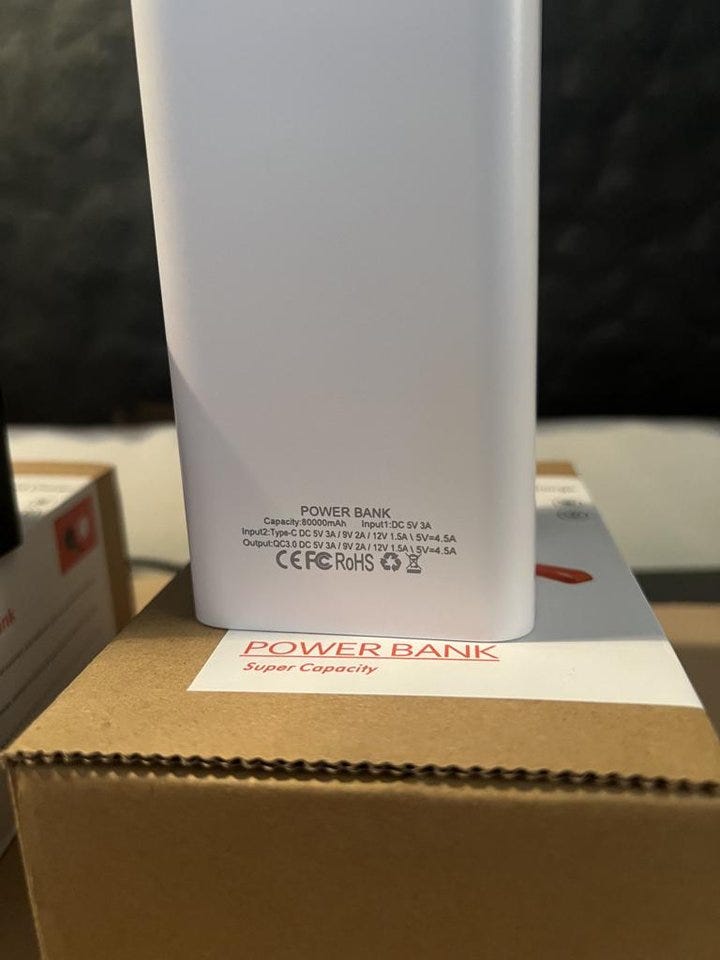 POWER BANK
Capacity:80000mAh Input1:DC 5V 3A
Input2:Type-C DC 5V 3A / 9V 2A / 12V 1.5A \ 5V=4.5A
Output:QC3.0 DC 5V 3A / 9V 2A / 12V 1.5A \ 5V=4.5A
CE FC RoHS
POWER BANK
Super Capacity